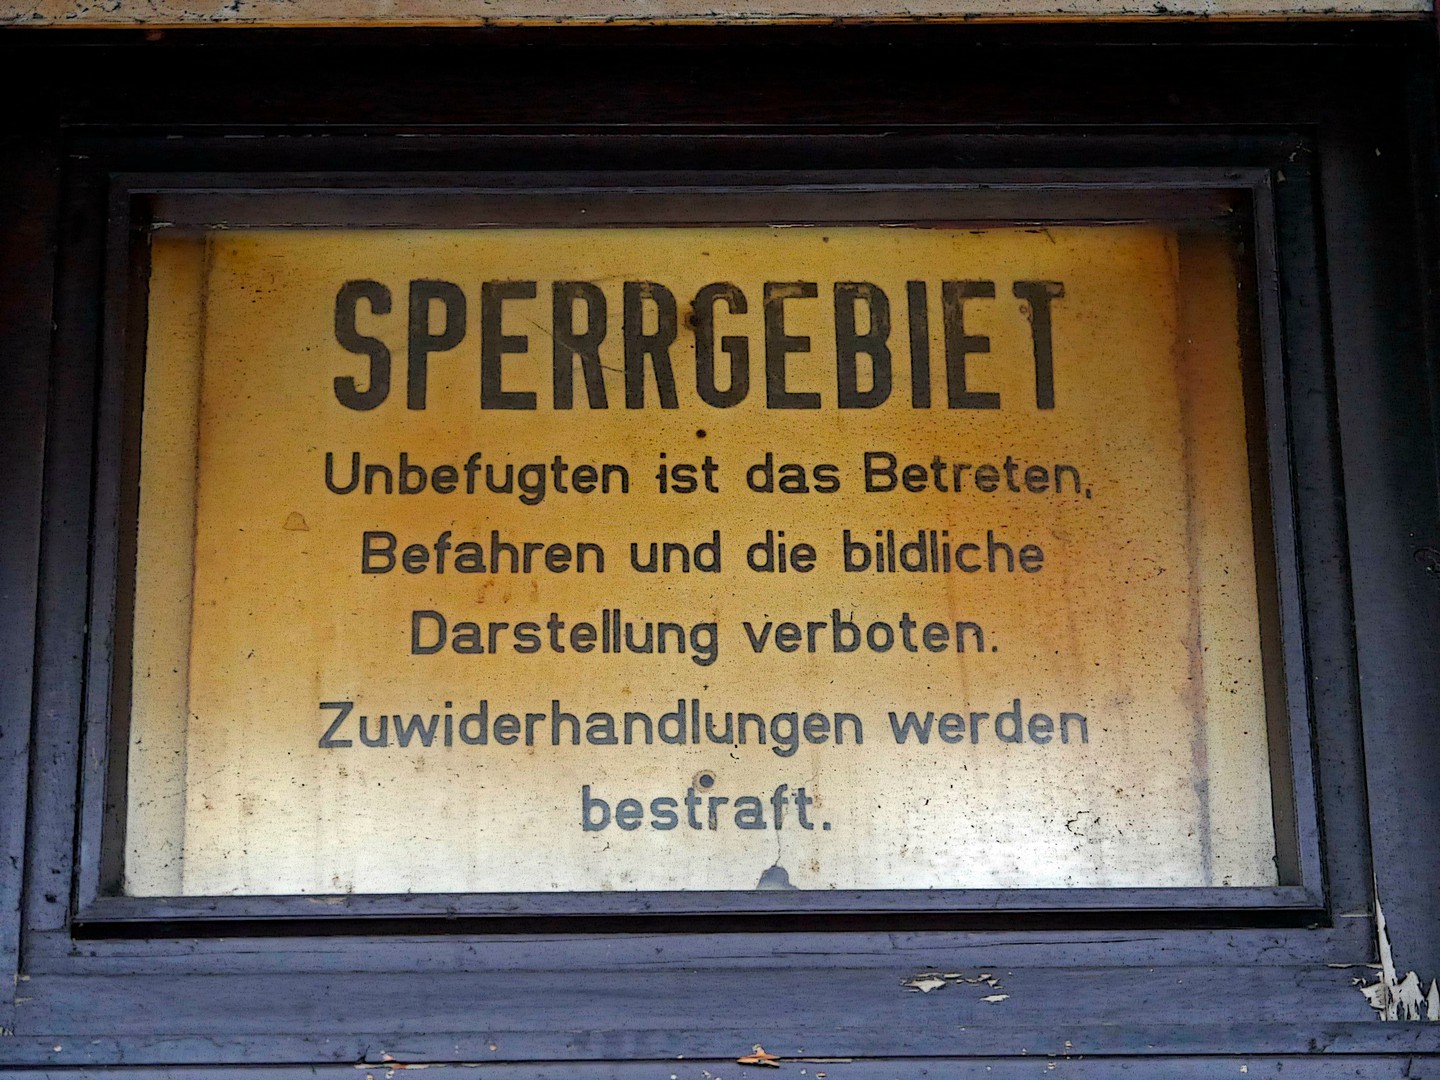 SPERRGEBIET
Unbefugten ist das Betreten,
Befahren und die bildliche
Darstellung verboten.
Zuwiderhandlungen werden
bestraft.